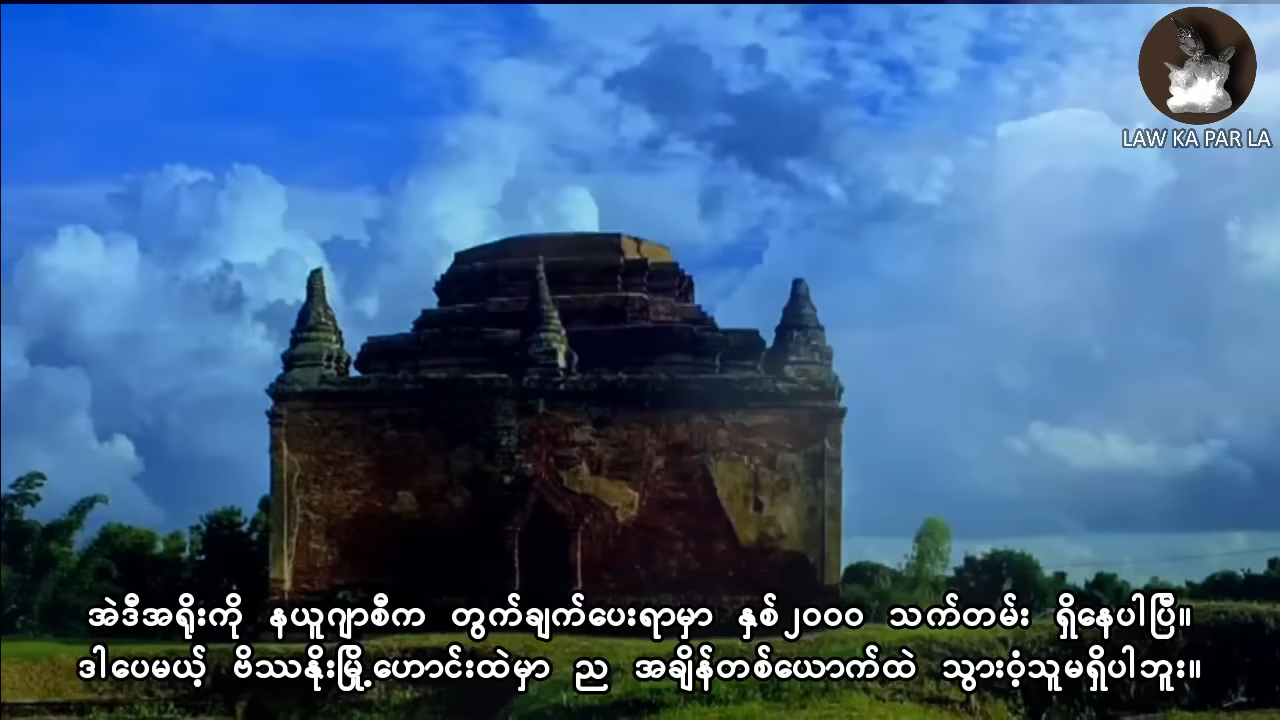 LAW KA PAR LA
အဲဒီအရိုးကို နယူဂျာစီက တွက်ချက်ပေးရာမှာ နှစ်၂၀၀၀ သက်တမ်း ရှိနေပါပြီ။
ဒါပေမယ့် ဗိဿနိုးမြို့ဟောင်းထဲမှာ ည အချိန်တစ်ယောက်ထဲ သွားဝံ့သူမရှိပါဘူး။